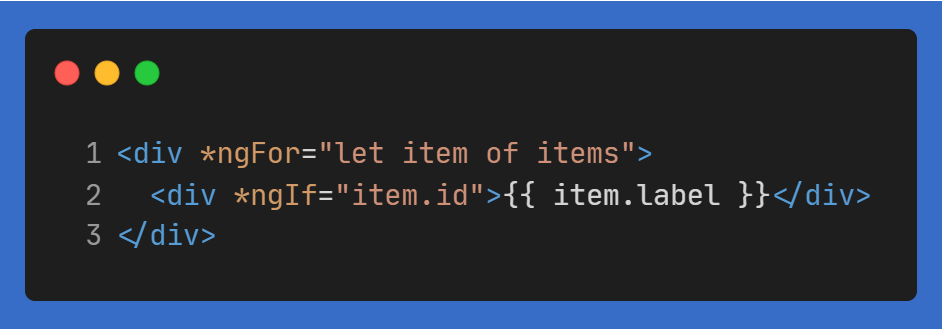 1 <div *ngFor="let item of items">
2   <div *ngIf="item.id">{{ item.label }}</div>
3 </div>